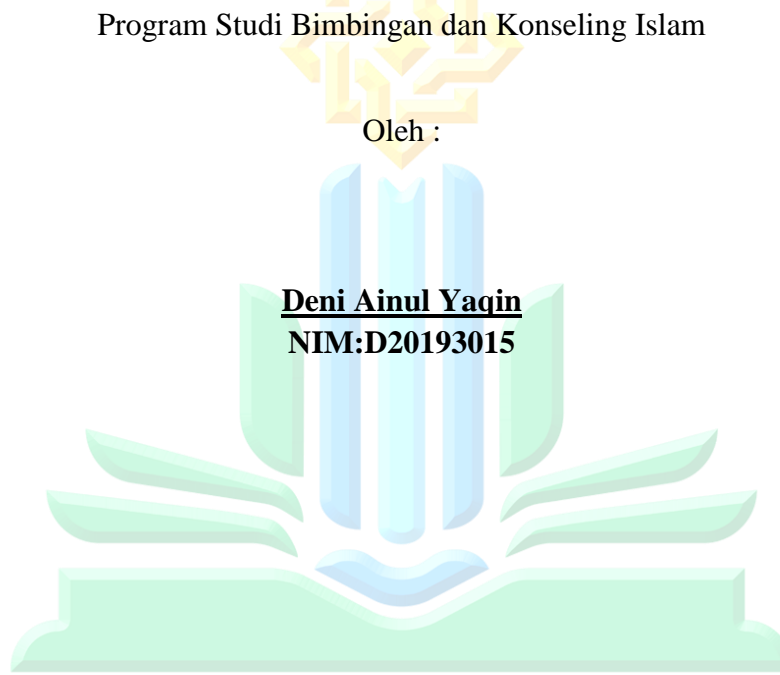 Program Studi Bimbingan dan Konseling Islam
Oleh :
Deni Ainul Yaqin
NIM:D20193015